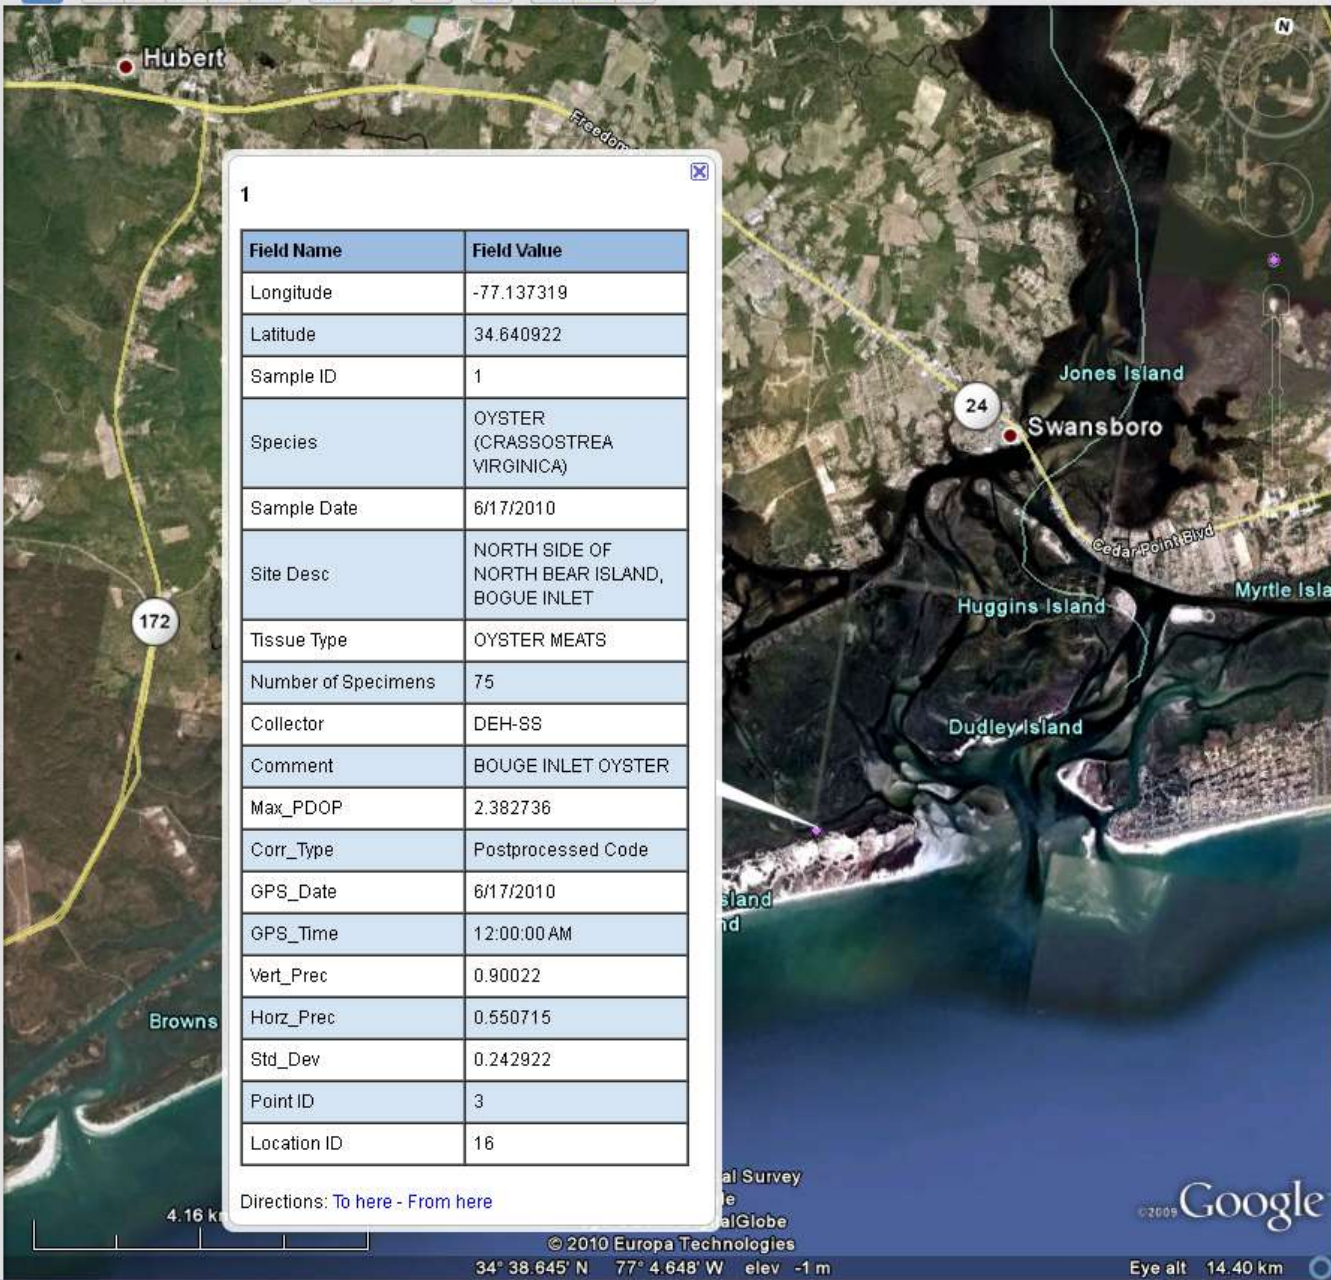 N
Hubert
Freedom
1
Field Name Field Value
Longitude -77.137319
Latitude 34.640922
Sample ID 1
Species OYSTER
(CRASSOSTREA
VIRGINICA)
Sample Date 6/17/2010
Site Desc NORTH SIDE OF
NORTH BEAR ISLAND,
BOGUE INLET
Tissue Type OYSTER MEATS
Number of Specimens 75
Collector DEH-SS
Comment BOUGE INLET OYSTER
Max_PDOP 2.382736
Corr_Type Postprocessed Code
GPS_Date 6/17/2010
GPS_Time 12:00:00 AM
Vert_Prec 0.90022
Horz_Prec 0.550715
Std_Dev 0.242922
Point ID 3
Location ID 16
Directions: To here - From here
Jones Island
24
Swansboro
Cedar Point Blvd
Myrtle Isla
Huggins Island
172
Dudley Island
sland
nd
Browns
4.16 k
al Survey
le
alGlobe
© 2010 Europa Technologies
©2009 Google
34° 38.645' N 77° 4.648' W elev -1 m
Eye alt 14.40 km